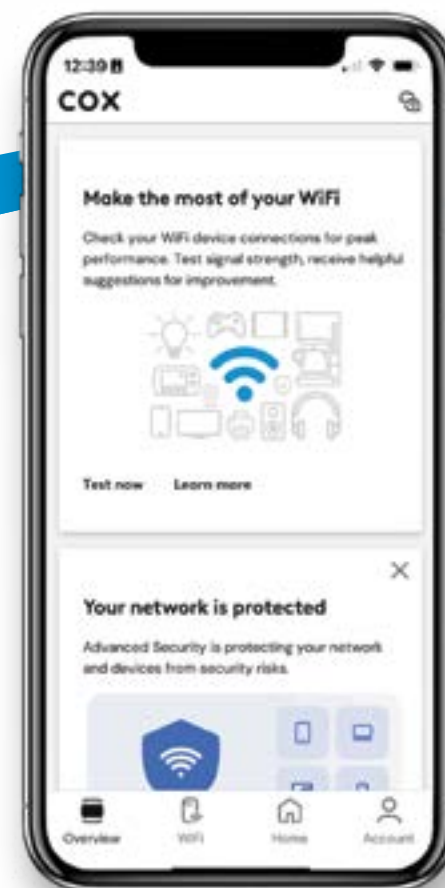 12:39
COX
Make the most of your WiFi
Check your WiFi device connections for peak
performance. Test signal strength, receive helpful
suggestions for improvement.
Test now Learn more
Your network is protected
Advanced Security is protecting your network
and devices from security risks.
Overview WiFi Home Account